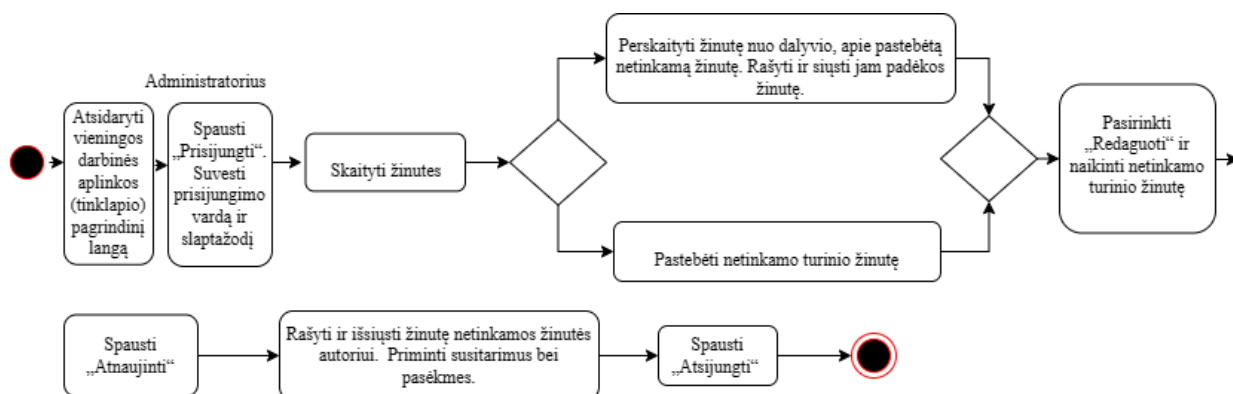 Administratorius
Atsidaryti
vieningos
darbinės
aplinkos
(tinklapio)
pagrindinį
langą
Spausti
„Prisijungti“.
Suvesti
prisijungimo
vardą ir
slaptažodį
Skaityti žinutes
Perskaityti žinutę nuo dalyvio, apie pastebėtą
netinkamą žinutę. Rašyti ir siųsti jam padėkos
žinutę.
Pastebėti netinkamo turinio žinutę
Pasirinkti
„Redaguoti“ ir
naikinti netinkamo
turinio žinutę
Spausti
„Atnaujinti“
Rašyti ir išsiųsti žinutę netinkamos žinutės
autoriui. Priminti susitarimus bei
pasėkmes.
Spausti
„Atsijungti“